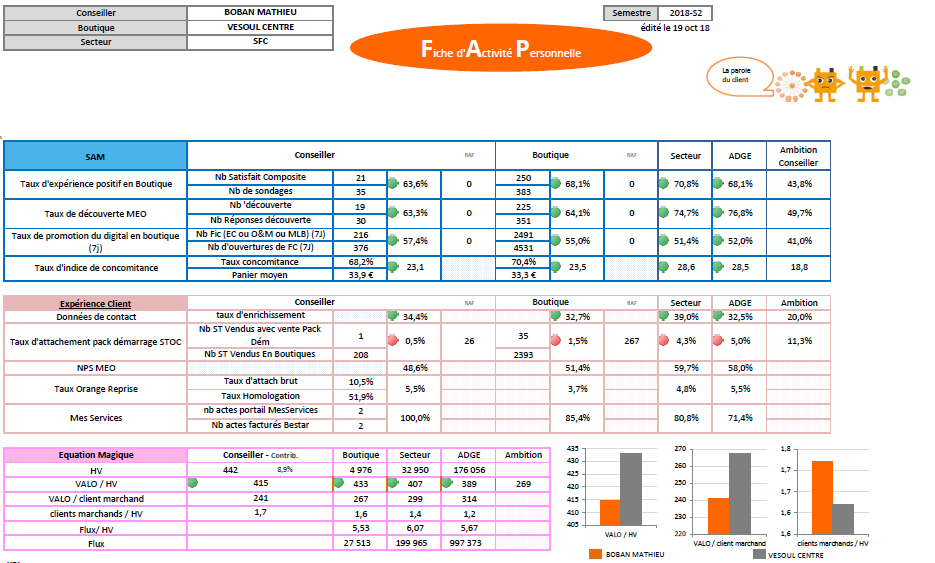 Conseiller BOBAN MATHIEU Semestre 2018-S2
Boutique VESOUL CENTRE édité le 19 oct 18
Secteur SFC
Fiche d'Activité Personnelle
La parole
du client
SAM Conseiller RAF Boutique RAF Secteur ADGE Ambition Conseiller
Taux d'expérience positif en Boutique Nb Satisfait Composite 21 63,6% 0 250 68,1% 0 70,8% 68,1% 43,8%
Nb de sondages 35 383
Taux de découverte MEO Nb 'découverte 19 63,3% 0 225 64,1% 0 74,7% 76,8% 49,7%
Nb Réponses découverte 30 351
Taux de promotion du digital en boutique (7j) Nb Fic (EC ou O&M ou MLB) (7J) 216 57,4% 0 2491 55,0% 0 51,4% 52,0% 41,0%
Nb d'ouvertures de FC (7J) 376 4531
Taux d'indice de concomitance Taux concomitance 68,2% 23,1 70,4% 23,5 28,6 28,5 18,8
Panier moyen 33,9 € 33,3 €
Expérience Client Conseiller RAF Boutique RAF Secteur ADGE Ambition
Données de contact taux d'enrichissement 34,4% 32,7% 39,0% 32,5% 20,0%
Taux d'attachement pack démarrage STOC Nb ST Vendus avec vente Pack Dém 1 0,5% 26 35 1,5% 267 4,3% 5,0% 11,3%
Nb ST Vendus En Boutiques 208 2393
NPS MEO 48,6% 51,4% 59,7% 58,0%
Taux Orange Reprise Taux d'attach brut 10,5% 5,5% 3,7% 4,8% 5,5%
Taux Homologation 51,9%
Mes Services nb actes portail MesServices 2 100,0% 85,4% 80,8% 71,4%
Nb actes facturés Bestar 2
Equation Magique Conseiller - Contrib. Boutique Secteur ADGE Ambition
HV 442 8,9% 4 976 32 950 176 056
VALO / HV 415 433 407 389 269
VALO / client marchand 241 267 299 314
clients marchands / HV 1,7 1,6 1,4 1,2
Flux/ HV 5,53 6,07 5,67
Flux 27 513 199 965 997 373
435
430
425
420
415
410
405
VALO / HV
270
260
250
240
230
220
VALO / client marchand
1,8
1,8
1,7
1,6
1,6
clients marchands / HV
BOBAN MATHIEU VESOUL CENTRE